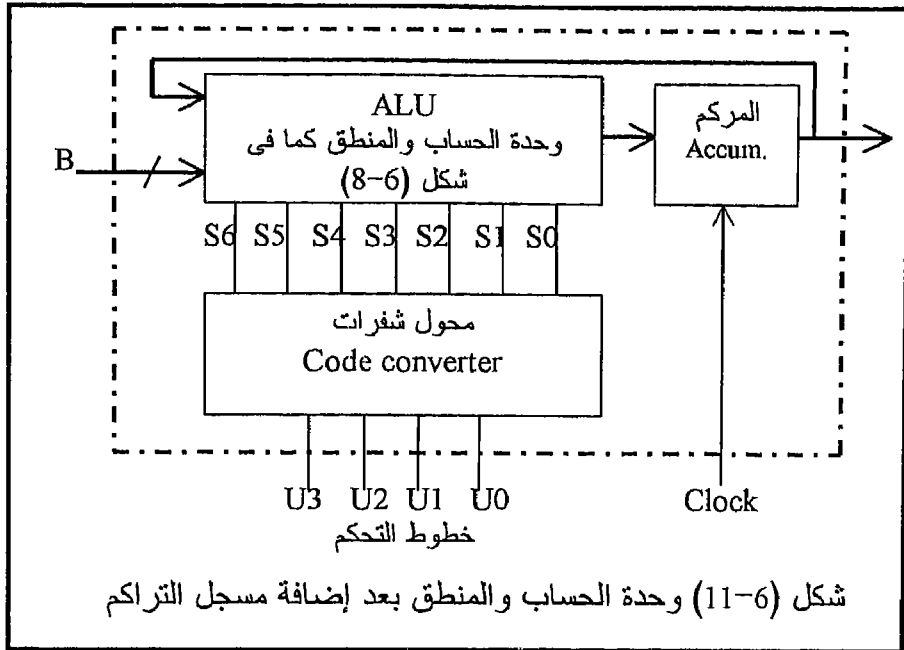 ALU
وحدة الحساب والمنطق كما فى
شكل (6-8)
المركم
Accum.
B
S6 S5 S4 S3 S2 S1 S0
محول شفرات
Code converter
U3 U2 U1 U0
Clock
خطوط التحكم
شكل (6-11) وحدة الحساب والمنطق بعد إضافة مسجل التراكم